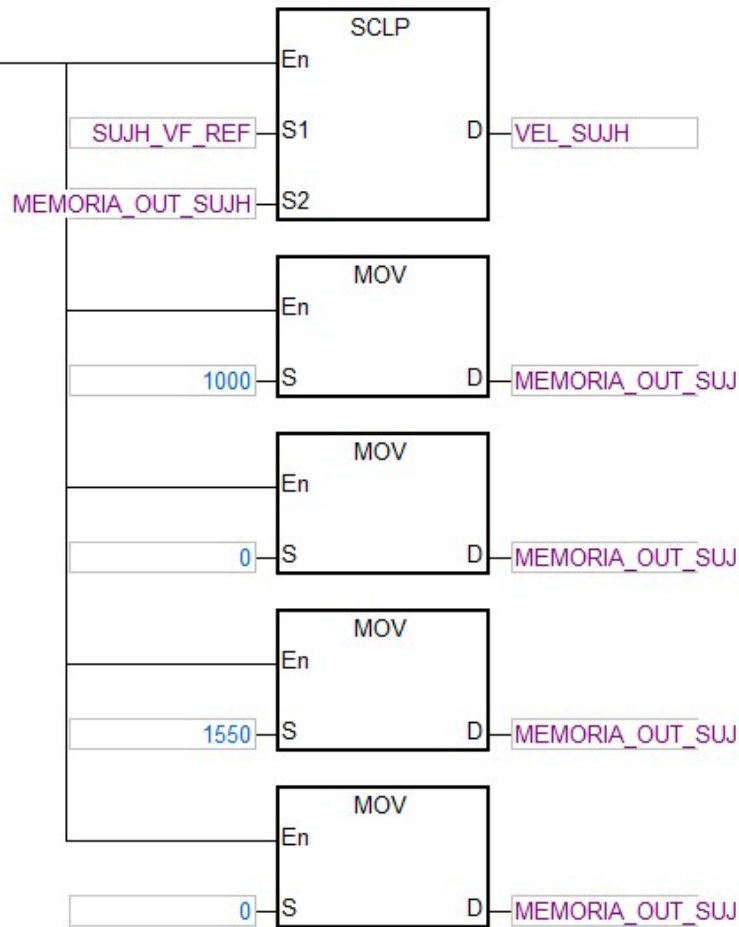 SCLP
En
SUJH_VF_REF S1 D VEL_SUJH
MEMORIA_OUT_SUJH S2
MOV
En
1000 S D MEMORIA_OUT_SUJ
MOV
En
0 S D MEMORIA_OUT_SUJ
MOV
En
1550 S D MEMORIA_OUT_SUJ
MOV
En
0 S D MEMORIA_OUT_SUJ